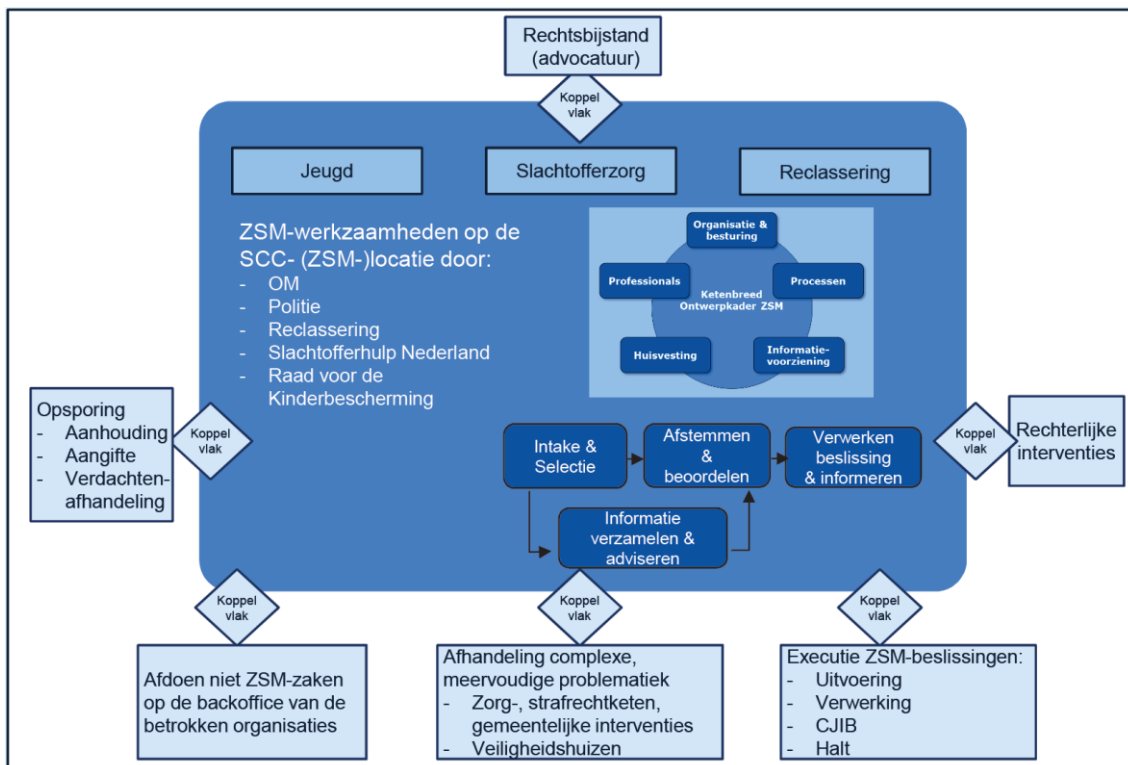 Rechtsbijstand
(advocatuur)
Koppel
vlak
Jeugd
Slachtofferzorg
Reclassering
ZSM-werkzaamheden op de
SCC- (ZSM-)locatie door:
- OM
- Politie
- Reclassering
- Slachtofferhulp Nederland
- Raad voor de
Kinderbescherming
Organisatie &
besturing
Professionals
Processen
Ketenbreed
Ontwerpkader ZSM
Huisvesting
Informatie-
voorziening
Opsporing
- Aanhouding
- Aangifte
- Verdachten-
afhandeling
Koppel
vlak
Intake &
Selectie
Afstemmen
&
beoordelen
Verwerken
beslissing
& informeren
Informatie
verzamelen &
adviseren
Koppel
vlak
Rechterlijke
interventies
Koppel
vlak
Koppel
vlak
Koppel
vlak
Afdoen niet ZSM-zaken
op de backoffice van de
betrokken organisaties
Afhandeling complexe,
meervoudige problematiek
- Zorg-, strafrechtketen,
gemeentelijke interventies
- Veiligheidshuizen
Executie ZSM-beslissingen:
- Uitvoering
- Verwerking
- CJIB
- Halt